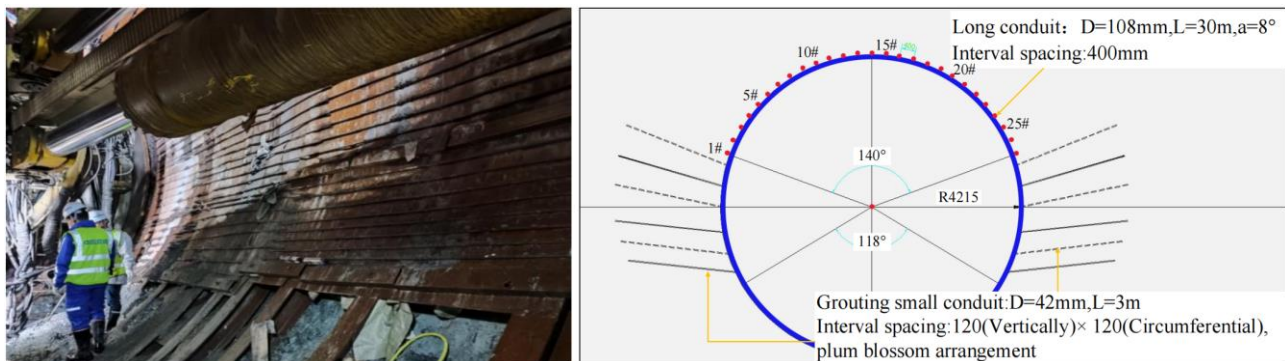 Long conduit: D=108mm,L=30m,a=8°
Interval spacing:400mm
15#
10#
20#
5#
25#
1#
140°
R4215
118°
Grouting small conduit:D=42mm,L=3m
Interval spacing:120(Vertically)× 120(Circumferential),
plum blossom arrangement